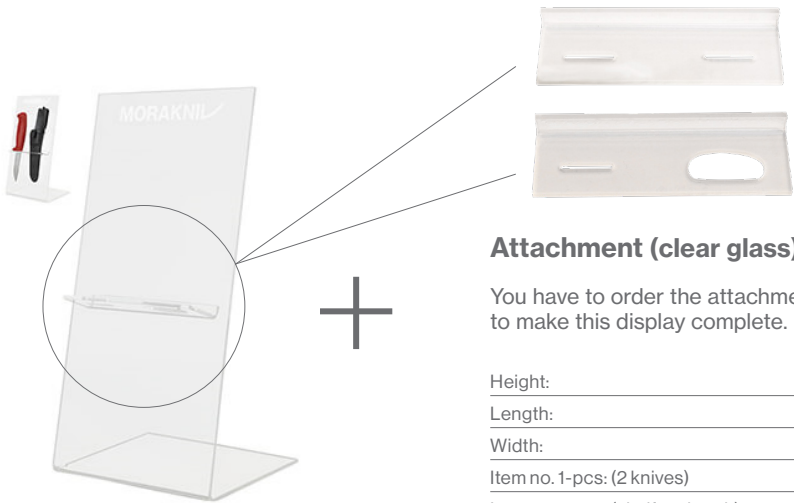 MORAKNIV
Attachment (clear glass)
You have to order the attachme
to make this display complete.
Height:
Length:
Width:
Item no. 1-pcs: (2 knives)